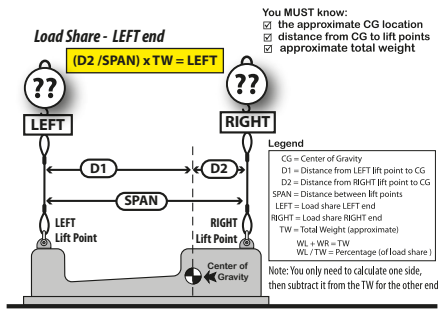 You MUST know:
☑ the approximate CG location
☑ distance from CG to lift points
☑ approximate total weight
Load Share - LEFT end
(D2 /SPAN) x TW = LEFT
??
??
LEFT
RIGHT
D1
D2
SPAN
LEFT
Lift Point
RIGHT
Lift Point
Center of
Gravity
Legend
CG = Center of Gravity
D1 = Distance from LEFT lift point to CG
D2 = Distance from RIGHT lift point to CG
SPAN = Distance between lift points
LEFT = Load share LEFT end
RIGHT = Load share RIGHT end
TW = Total Weight (approximate)
WL + WR = TW
WL / TW = Percentage (of load share)
Note: You only need to calculate one side,
then subtract it from the TW for the other end